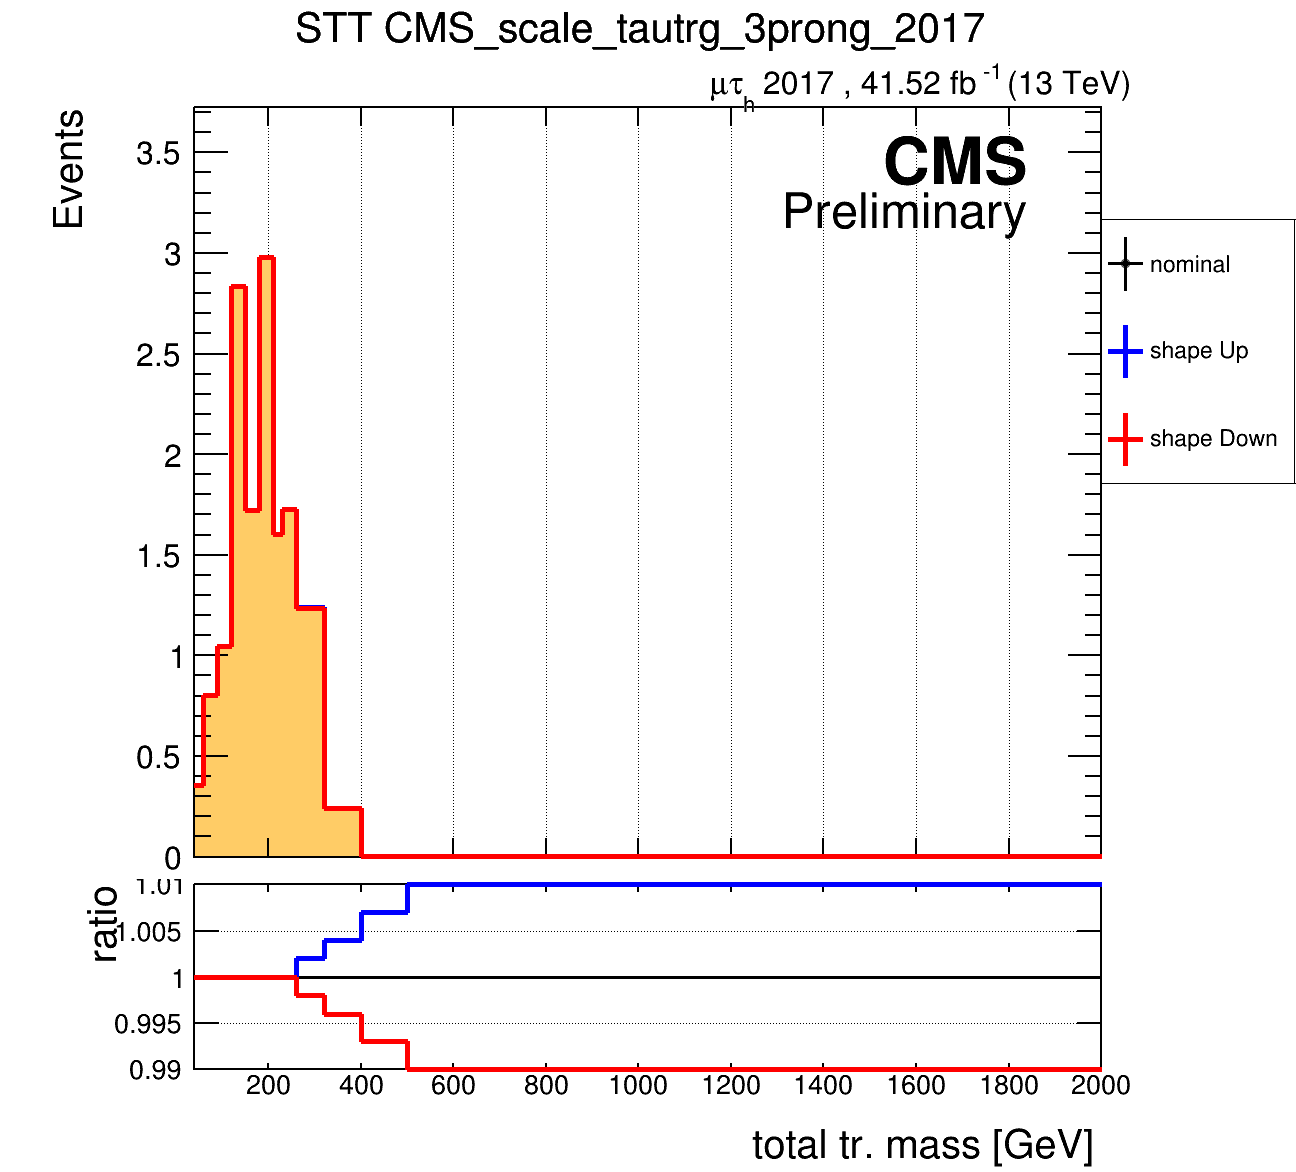 STT CMS_scale_tautrg_3prong_2017
μτh 2017 , 41.52 fb-1 (13 TeV)
Events
CMS
Preliminary
3.5
3
2.5
2
1.5
1
0.5
0
nominal
shape Up
shape Down
ratio
1.01
1.005
1
0.995
0.99
200 400 600 800 1000 1200 1400 1600 1800 2000
total tr. mass [GeV]